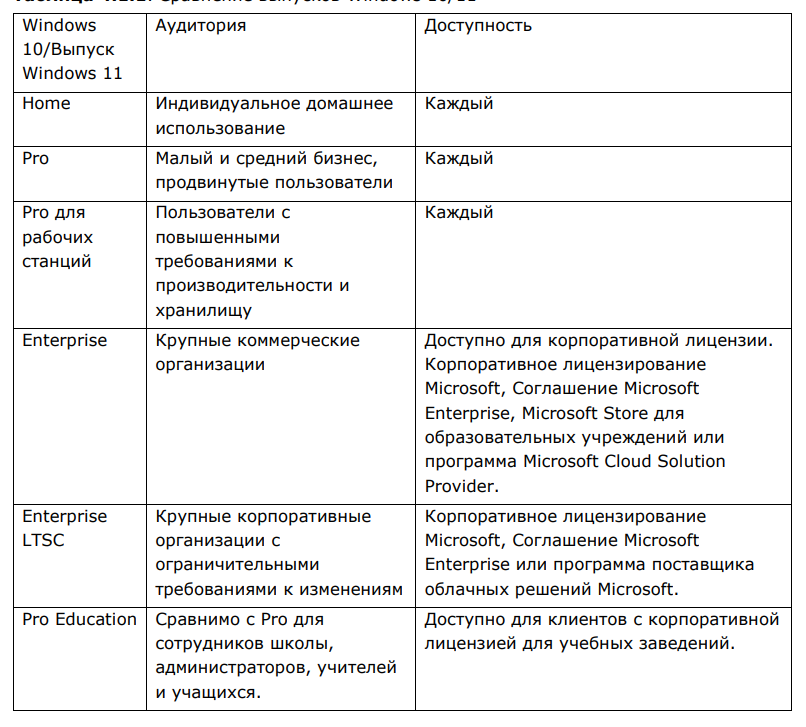 Таблица 4.1.1. Сравнение выпусков Windows 10/11
Windows
10/Выпуск
Windows 11
Аудитория
Доступность
Home
Индивидуальное домашнее
использование
Каждый
Pro
Малый и средний бизнес,
продвинутые пользователи
Каждый
Pro для
рабочих
станций
Пользователи с
повышенными
требованиями к
производительности и
хранилищу
Каждый
Enterprise
Крупные коммерческие
организации
Доступно для корпоративной лицензии.
Корпоративное лицензирование
Microsoft, Соглашение Microsoft
Enterprise, Microsoft Store для
образовательных учреждений или
программа Microsoft Cloud Solution
Provider.
Enterprise
LTSC
Крупные корпоративные
организации с
ограничительными
требованиями к изменениям
Корпоративное лицензирование
Microsoft, Соглашение Microsoft
Enterprise или программа поставщика
облачных решений Microsoft.
Pro Education
Сравнимо с Pro для
сотрудников школы,
администраторов, учителей
и учащихся.
Доступно для клиентов с корпоративной
лицензией для учебных заведений.